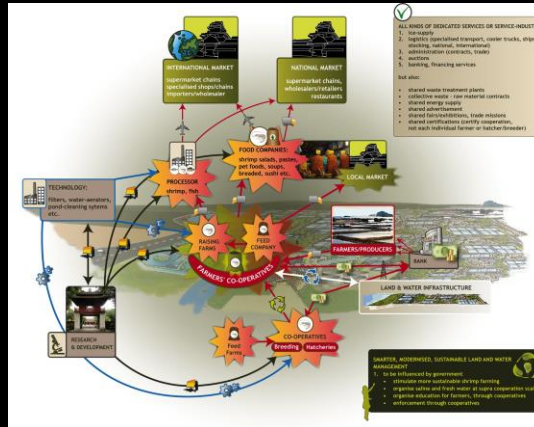 ALL KINDS OF DEDICATED SERVICES OR SERVICE-INDUST
1. ice-supply
2. logistics (specialised transport, cooler trucks, ships
stocking, national, international)
3. administration (contracts, trade)
4. auctions
5. banking, financing services
but also:
• shared waste treatment plants
• collective waste - raw material contracts
• shared energy supply
• shared advertisement
• shared fairs/exhibitions, trade missions
• shared certifications (certify cooperation,
not each individual farmer or hatcher/breeder)
INTERNATIONAL MARKET
supermarket chains
specialised shops/chains
importers/wholesaler
NATIONAL MARKET
supermarket chains,
wholesalers/retailers
restaurants
PROCESSOR
shrimp, fish
FOOD COMPANIES:
shrimp salads, pastes,
pet foods, soups,
breaded, sushi etc.
LOCAL MARKET
TECHNOLOGY:
filters, water-aerators,
pond-cleaning sytems
etc.
RAISING
FARMS
FEED
COMPANY
FARMERS' CO-OPERATIVES
FARMERS/PRODUCERS
BANK
LAND & WATER INFRASTRUCTURE
RESEARCH
& DEVELOPMENT
Feed
Farms
CO-OPERATIVES
Breeding
Hatcheries
SMARTER, MODERNISED, SUSTAINABLE LAND AND WATER
MANAGEMENT
1. to be influenced by government
• stimulate more sustainable shrimp farming
• organise saline and fresh water at supra cooperation scal
• organise education for farmers, through cooperatives
• enforcement through cooperatives